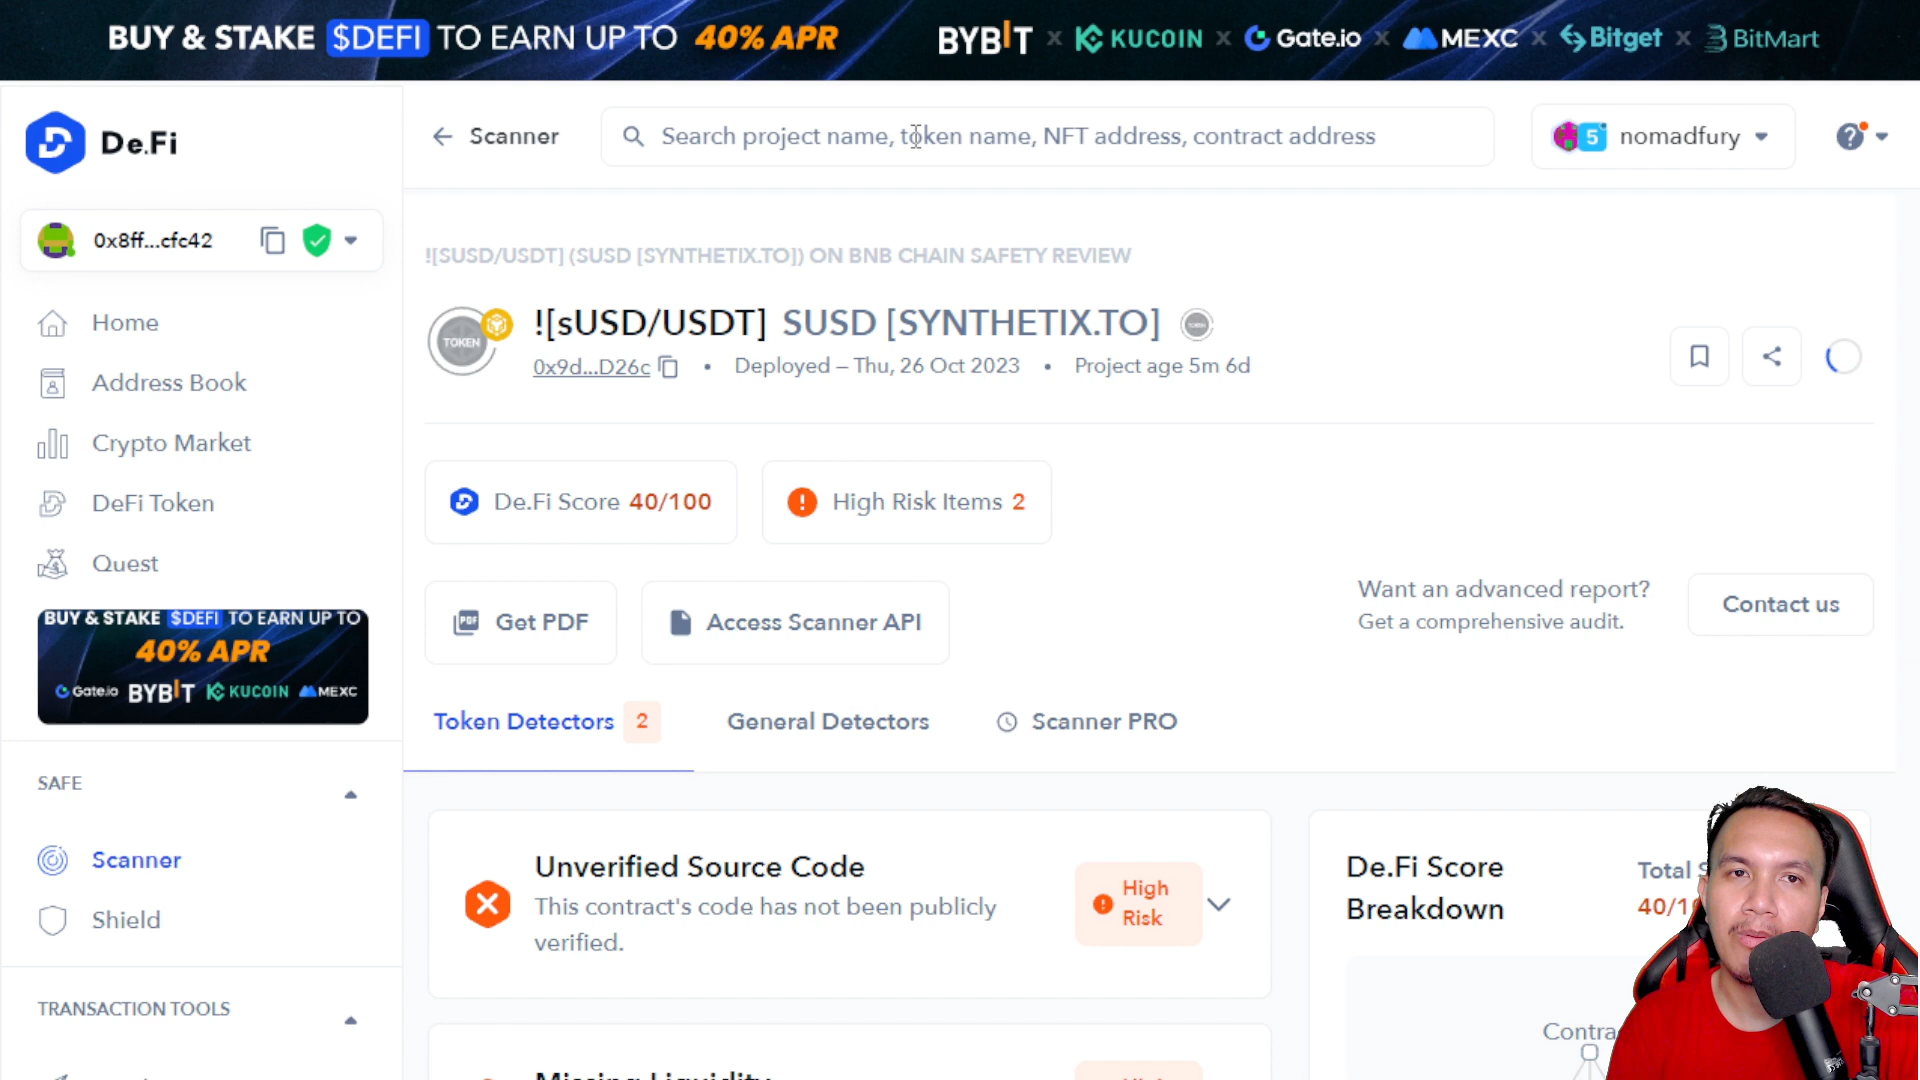 BUY & STAKE $DEFI TO EARN UP TO 40% APR BYBIT x KUCOIN x Gate.io x MEXC x Bitget x BitMart
De.Fi
Scanner
Search project name, token name, NFT address, contract address
5 nomadfury
?
0x8ff...cfc42
Home
Address Book
Crypto Market
DeFi Token
Quest
BUY & STAKE $DEFI TO EARN UP TO
40% APR
Gate.io BYBIT KUCOIN MEXC
SAFE
Scanner
Shield
TRANSACTION TOOLS
![SUSD/USDT] (SUSD [SYNTHETIX.TO]) ON BNB CHAIN SAFETY REVIEW
TOKEN
![sUSD/USDT] SUSD [SYNTHETIX.TO]
0x9d...D26c • Deployed – Thu, 26 Oct 2023 • Project age 5m 6d
De.Fi Score 40/100
High Risk Items 2
Get PDF
Access Scanner API
Want an advanced report?
Get a comprehensive audit.
Contact us
Token Detectors 2
General Detectors
Scanner PRO
Unverified Source Code
This contract's code has not been publicly
verified.
High
Risk
Missing Liquidity
De.Fi Score
Breakdown
Total
40/1
Contra